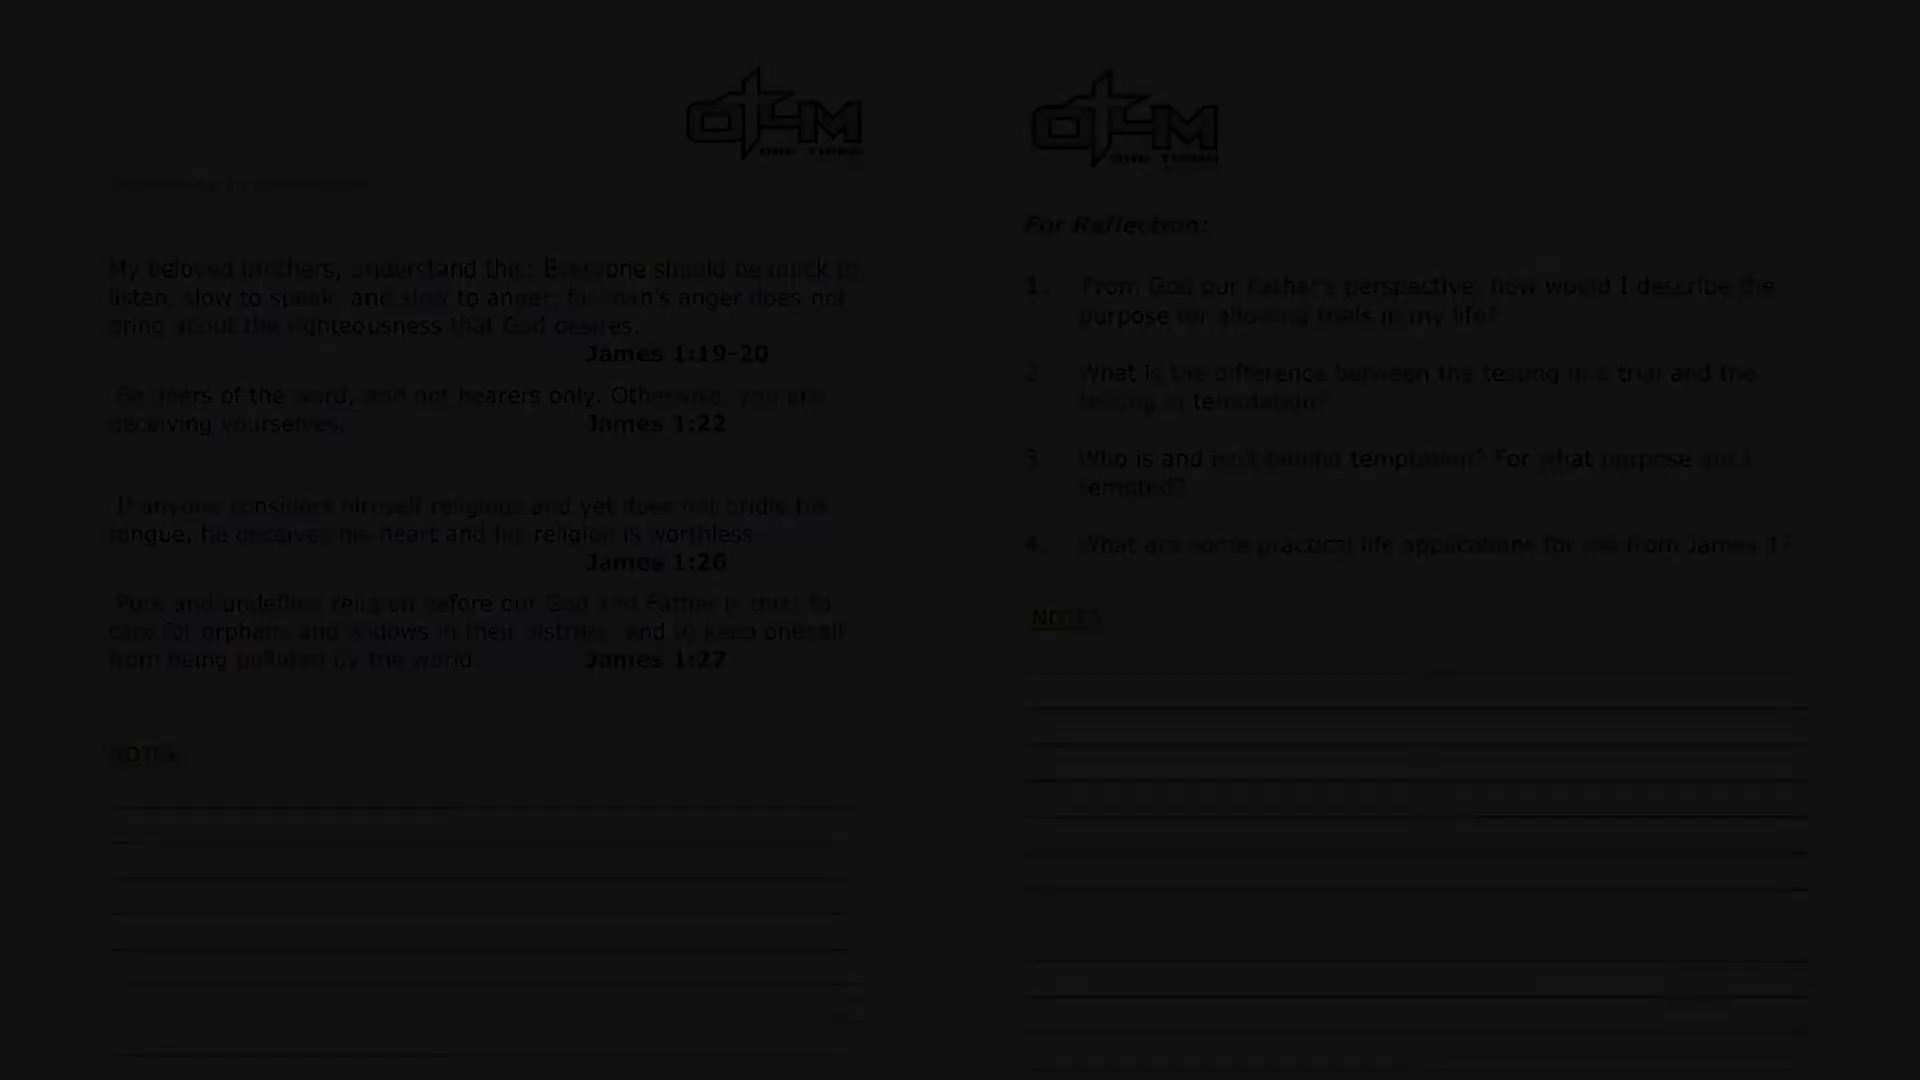 OT4M
ONE THING
My beloved brothers, understand this: Everyone should be quick to
listen, slow to speak, and slow to anger, for man's anger does not
bring about the righteousness that God desires.
James 1:19-20
Be doers of the word, and not hearers only. Otherwise, you are
deceiving yourselves.
James 1:22
If anyone considers himself religious and yet does not bridle his
tongue, he deceives his heart and his religion is worthless
James 1:26
Pure and undefiled religion before our God and Father is this: to
care for orphans and widows in their distress, and to keep oneself
from being polluted by the world
James 1:27
NOTES
OT4M
ONE THING
For Reflection:
1. From God our Father's perspective, how would I describe the
purpose for allowing trials in my life?
2. What is the difference between the testing in a trial and the
testing in temptation?
3. Who is and isn't behind temptation? For what purpose am I
tempted?
4. What are some practical life applications for me from James 1?
NOTES